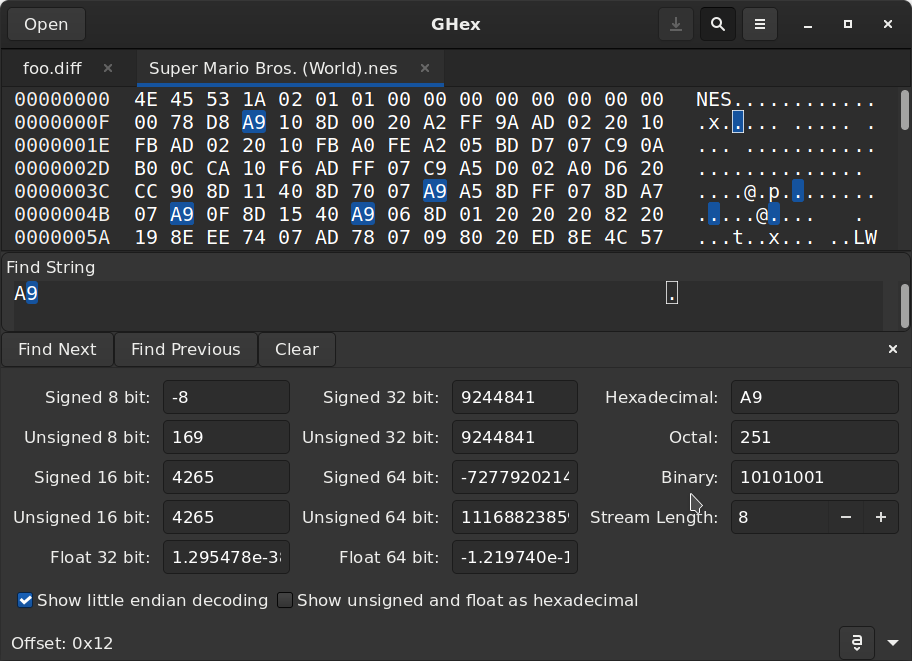 Open GHex
foo.diff Super Mario Bros. (World).nes
00000000 4E 45 53 1A 02 01 01 00 00 00 00 00 00 00 00 NES............
0000000F 00 78 D8 A9 10 8D 00 20 A2 FF 9A AD 02 20 10 .x..... ..... .
0000001E FB AD 02 20 10 FB A0 FE A2 05 BD D7 07 C9 0A ... ...........
0000002D B0 0C CA 10 F6 AD FF 07 C9 A5 D0 02 A0 D6 20 ..............
0000003C CC 90 8D 11 40 8D 70 07 A9 A5 8D FF 07 8D A7 ....@.p........
0000004B 07 A9 0F 8D 15 40 A9 06 8D 01 20 20 20 82 20 .....@....   .
0000005A 19 8E EE 74 07 AD 78 07 09 80 20 ED 8E 4C 57 ...t..x... ..LW
Find String
A9 .
Find Next Find Previous Clear
Signed 8 bit: -8 Signed 32 bit: 9244841 Hexadecimal: A9
Unsigned 8 bit: 169 Unsigned 32 bit: 9244841 Octal: 251
Signed 16 bit: 4265 Signed 64 bit: -7277920214 Binary: 10101001
Unsigned 16 bit: 4265 Unsigned 64 bit: 1116882385 Stream Length: 8 − +
Float 32 bit: 1.295478e-3 Float 64 bit: -1.219740e-1
Show little endian decoding Show unsigned and float as hexadecimal
Offset: 0x12 a